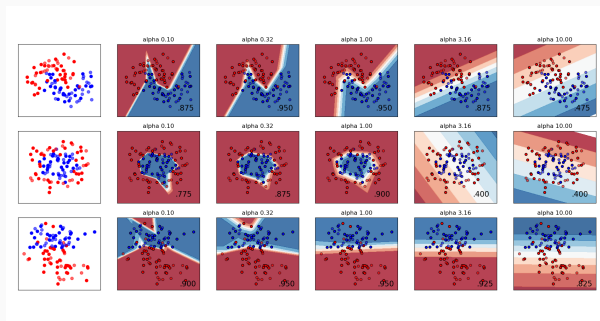 alpha 0.10
alpha 0.32
alpha 1.00
alpha 3.16
alpha 10.00
.875
.950
.950
.875
.475
alpha 0.10
alpha 0.32
alpha 1.00
alpha 3.16
alpha 10.00
.775
.875
.900
.400
.400
alpha 0.10
alpha 0.32
alpha 1.00
alpha 3.16
alpha 10.00
.900
.950
.950
.925
.825